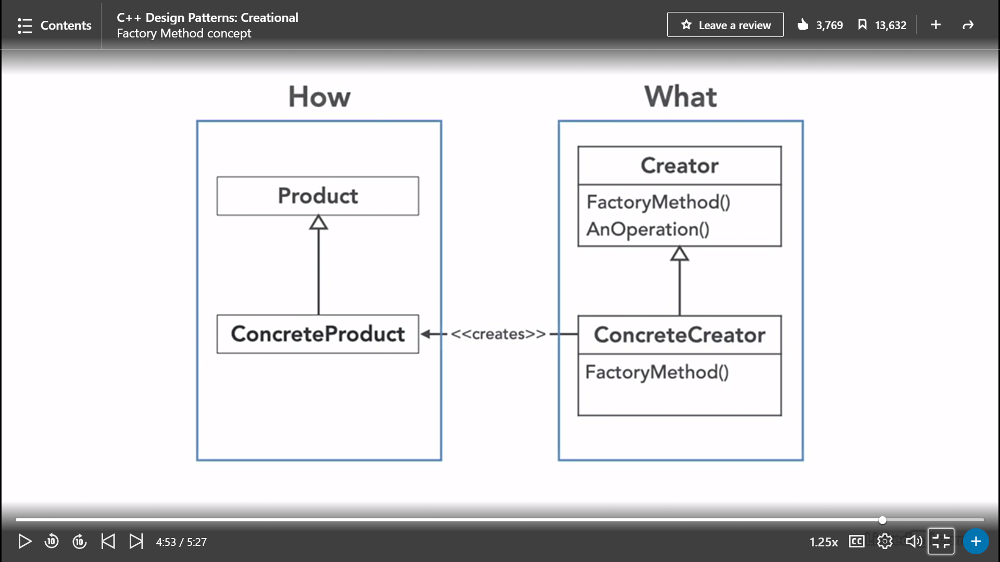 Contents
C++ Design Patterns: Creational
Factory Method concept
Leave a review
3,769
13,632
How
What
Product
ConcreteProduct
<<creates>>
Creator
FactoryMethod()
AnOperation()
ConcreteCreator
FactoryMethod()
10
10
4:53 / 5:27
1.25x
CC